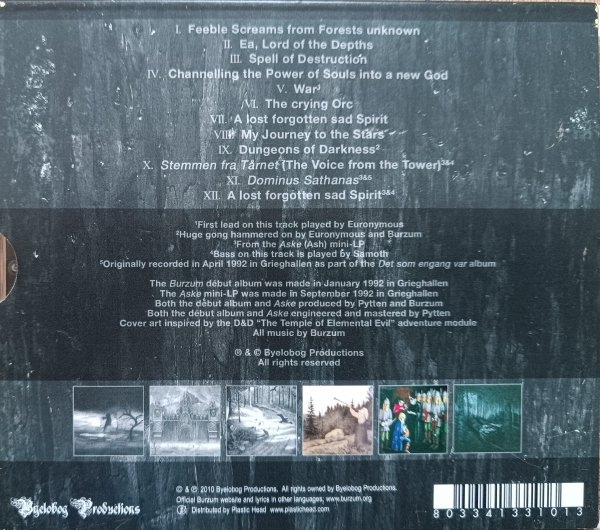 I. Feeble Screams from Forests unknown
II. Ea, Lord of the Depths
III. Spell of Destruction
IV. Channelling the Power of Souls into a new God
V. War¹
VI. The crying Orc
VII. A lost forgotten sad Spirit
VIII. My Journey to the Stars
IX. Dungeons of Darkness²
X. Stemmen fra Tårnet (The Voice from the Tower)³&⁴
XI. Dominus Sathanas³&⁵
XII. A lost forgotten sad Spirit³&⁴
¹First lead on this track played by Euronymous
²Huge gong hammered on by Euronymous and Burzum
³From the Aske (Ash) mini-LP
⁴Bass on this track is played by Samoth
⁵Originally recorded in April 1992 in Grieghallen as part of the Det som engang var album
The Burzum début album was made in January 1992 in Grieghallen
The Aske mini-LP was made in September 1992 in Grieghallen
Both the début album and Aske produced by Pytten and Burzum
Both the début album and Aske engineered and mastered by Pytten
Cover art inspired by the D&D "The Temple of Elemental Evil" adventure module
All music by Burzum
℗ & © Byelobog Productions
All rights reserved
Byelobog Productions
℗ & © 2010 Byelobog Productions. All rights owned by Byelobog Productions.
Official Burzum website and lyrics in other languages: www.burzum.org
Distributed by Plastic Head www.plastichead.com
8 033413 31013